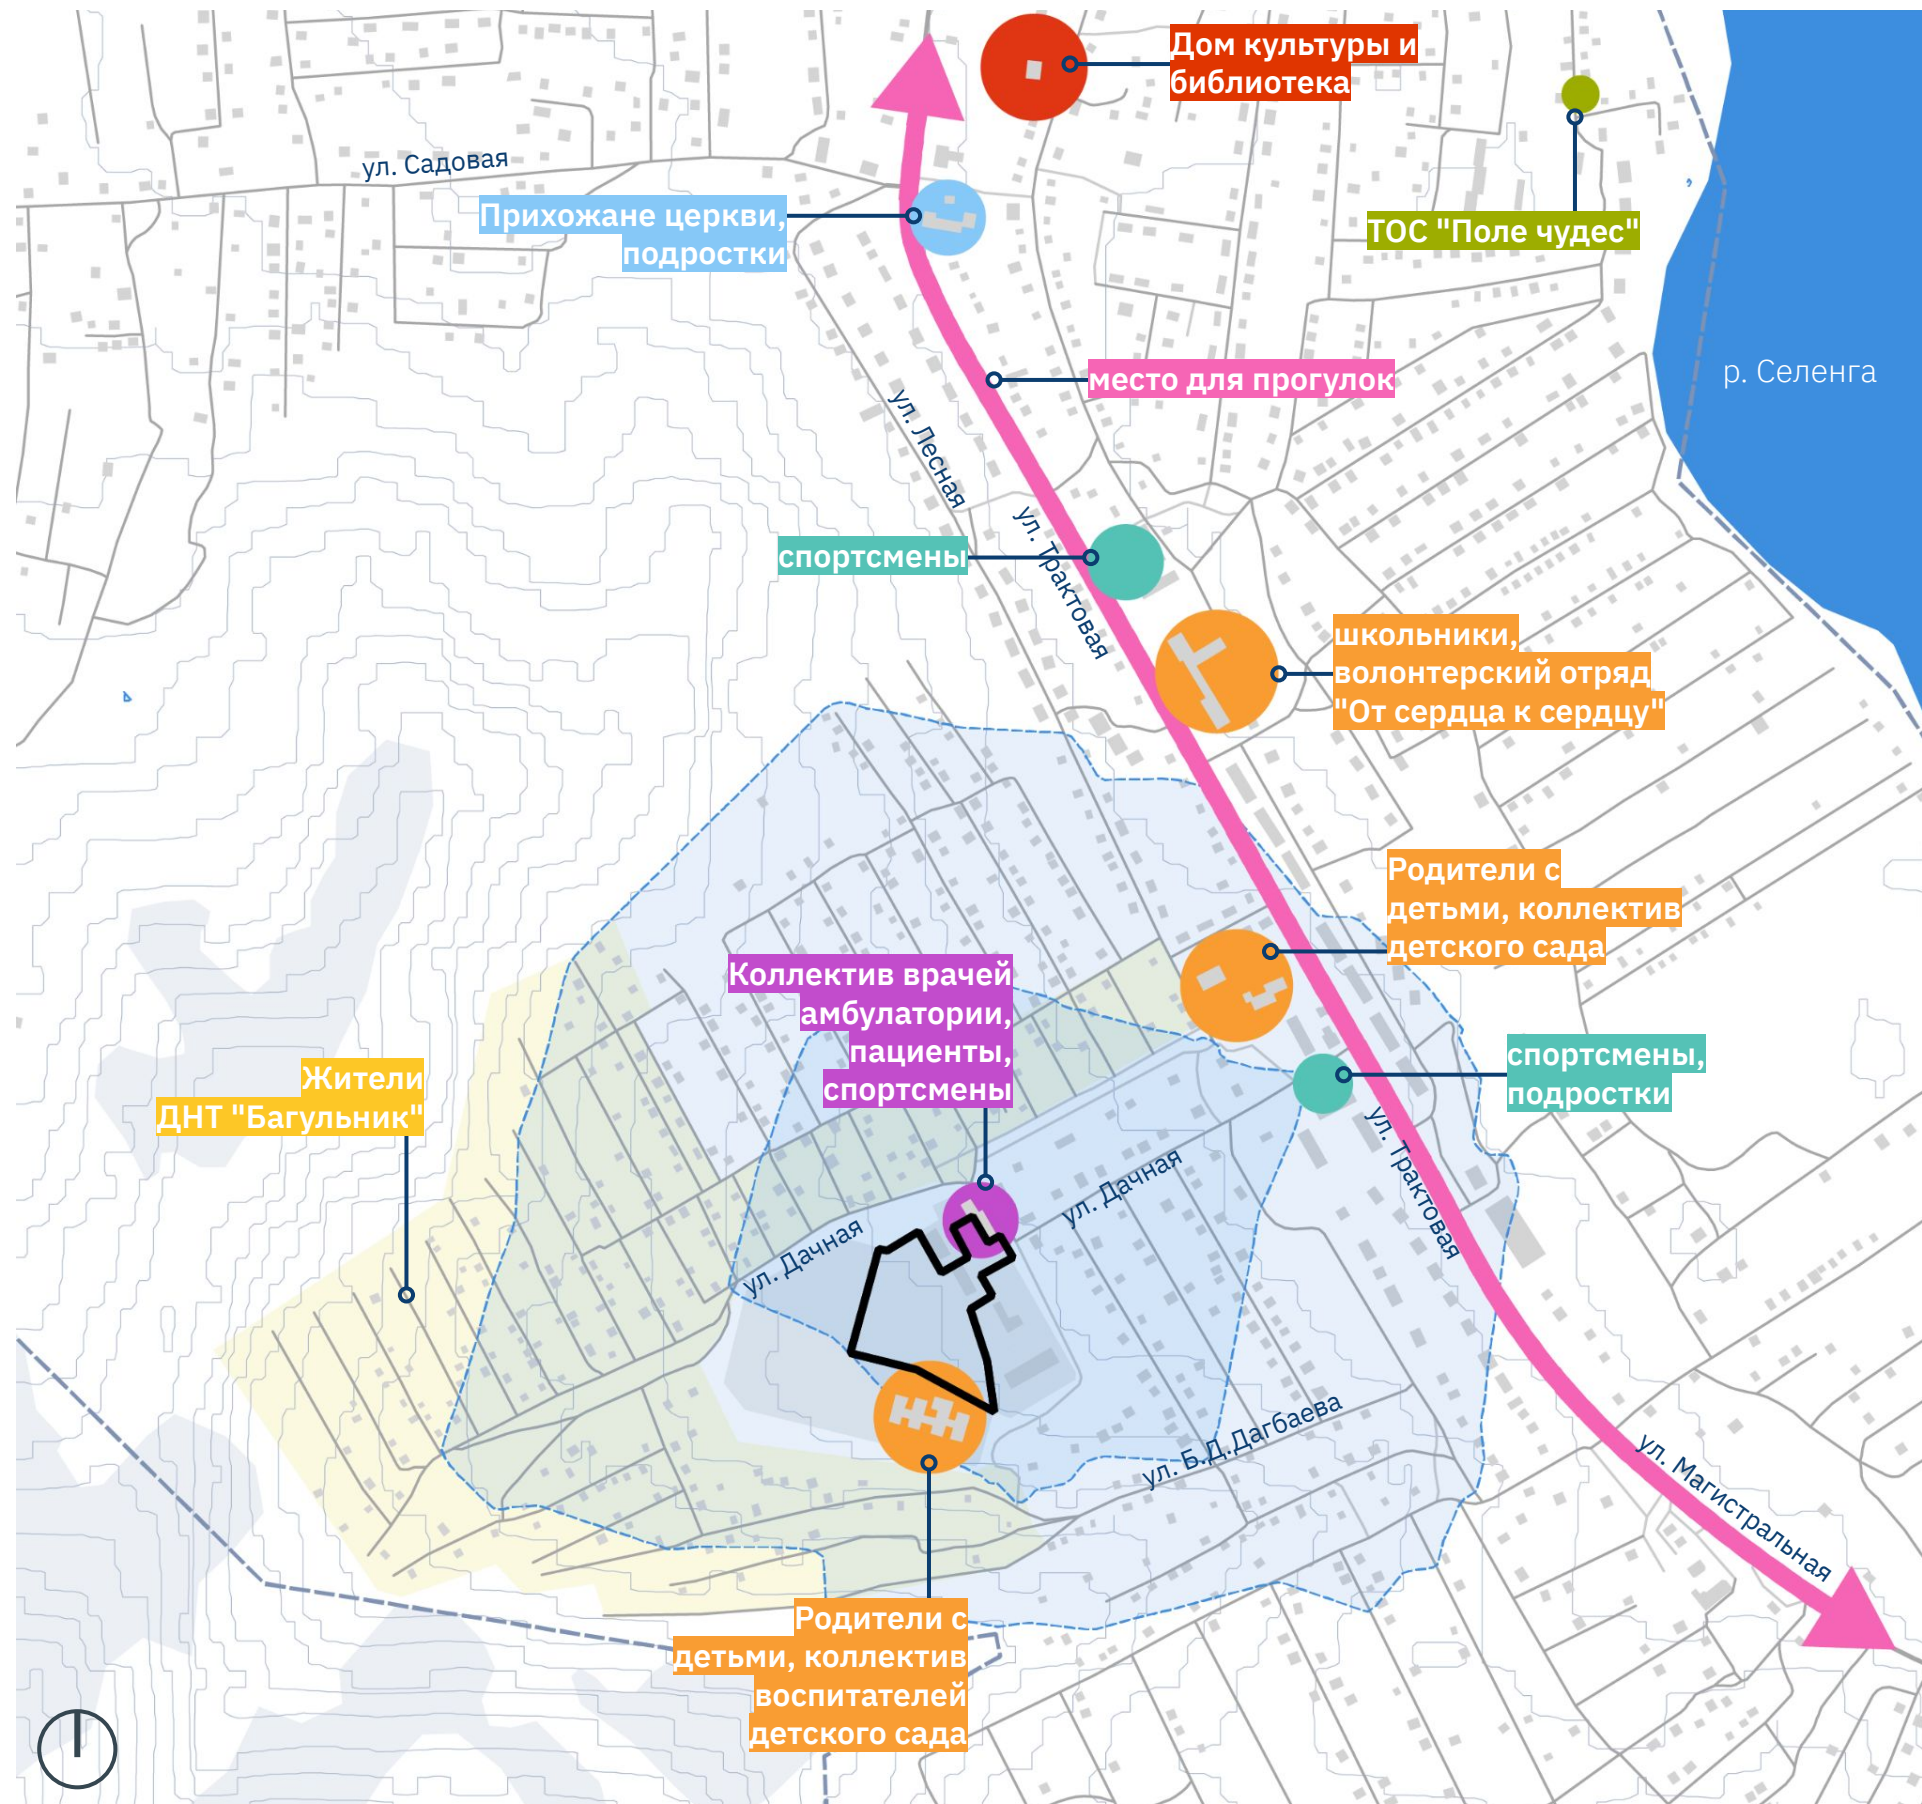 Дом культуры и
библиотека
ул. Садовая
Прихожане церкви,
подростки
ТОС "Поле чудес"
р. Селенга
место для прогулок
ул. Лесная
ул. Трактовая
спортсмены
школьники,
волонтерский отряд
"От сердца к сердцу"
Родители с
детьми, коллектив
детского сада
Коллектив врачей
амбулатории,
пациенты,
спортсмены
спортсмены,
подростки
Жители
ДНТ "Багульник"
ул. Трактовая
ул. Дачная
ул. Дачная
ул. Б.Д.Дагбаева
ул. Магистральная
Родители с
детьми, коллектив
воспитателей
детского сада